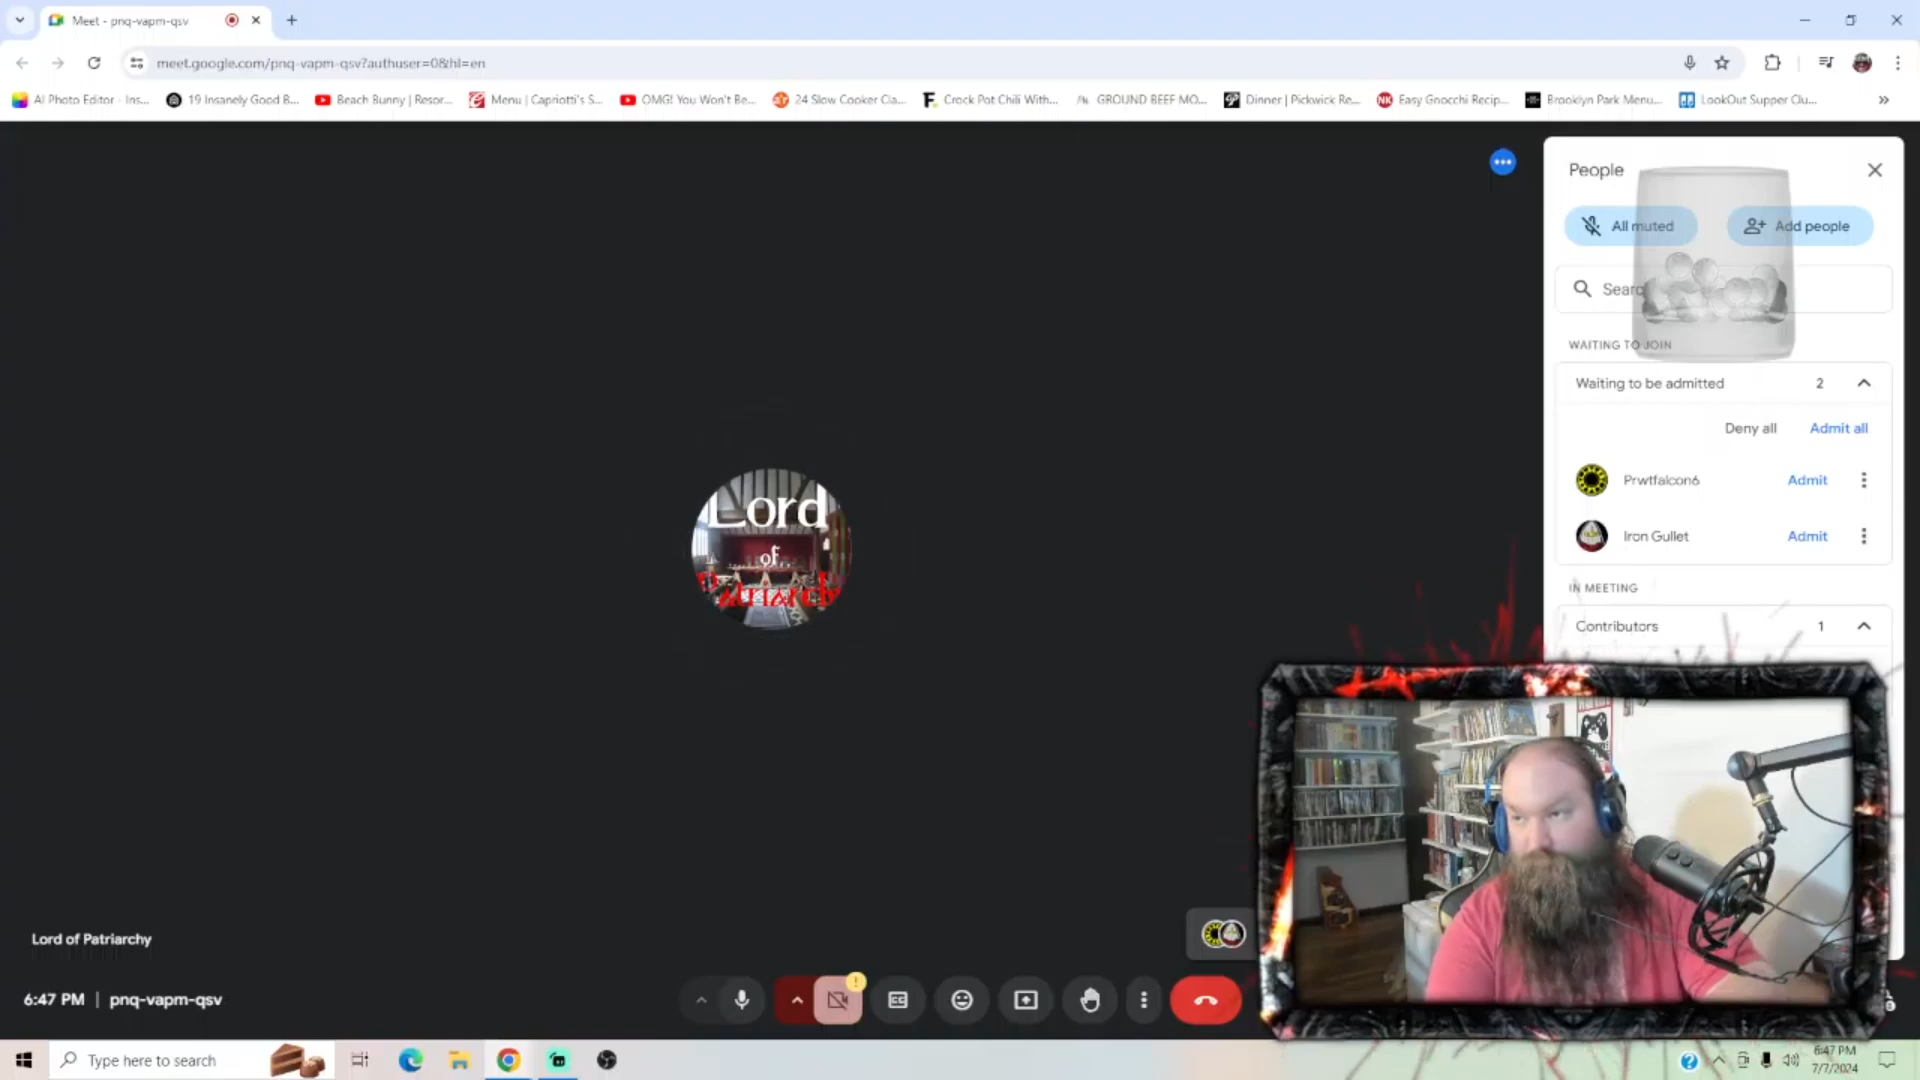 Meet - pnq-vapm-qsv
meet.google.com/pnq-vapm-qsv?authuser=0&hl=en
AI Photo Editor - Ins...
19 Insanely Good B...
Beach Bunny | Resor...
Menu | Capriotti's S...
OMG! You Won't Be...
24 Slow Cooker Cla...
Crock Pot Chili With...
GROUND BEEF MO...
Dinner | Pickwick Re...
Easy Gnocchi Recip...
Brooklyn Park Menu...
LookOut Supper Clu...
People
All muted
Add people
Searc
WAITING TO JOIN
Waiting to be admitted 2
Deny all Admit all
Prwtfalcon6 Admit
Iron Gullet Admit
IN MEETING
Contributors 1
Lord
of
Patriarchy
Lord of Patriarchy
6:47 PM | pnq-vapm-qsv
Type here to search
6:47 PM
7/7/2024